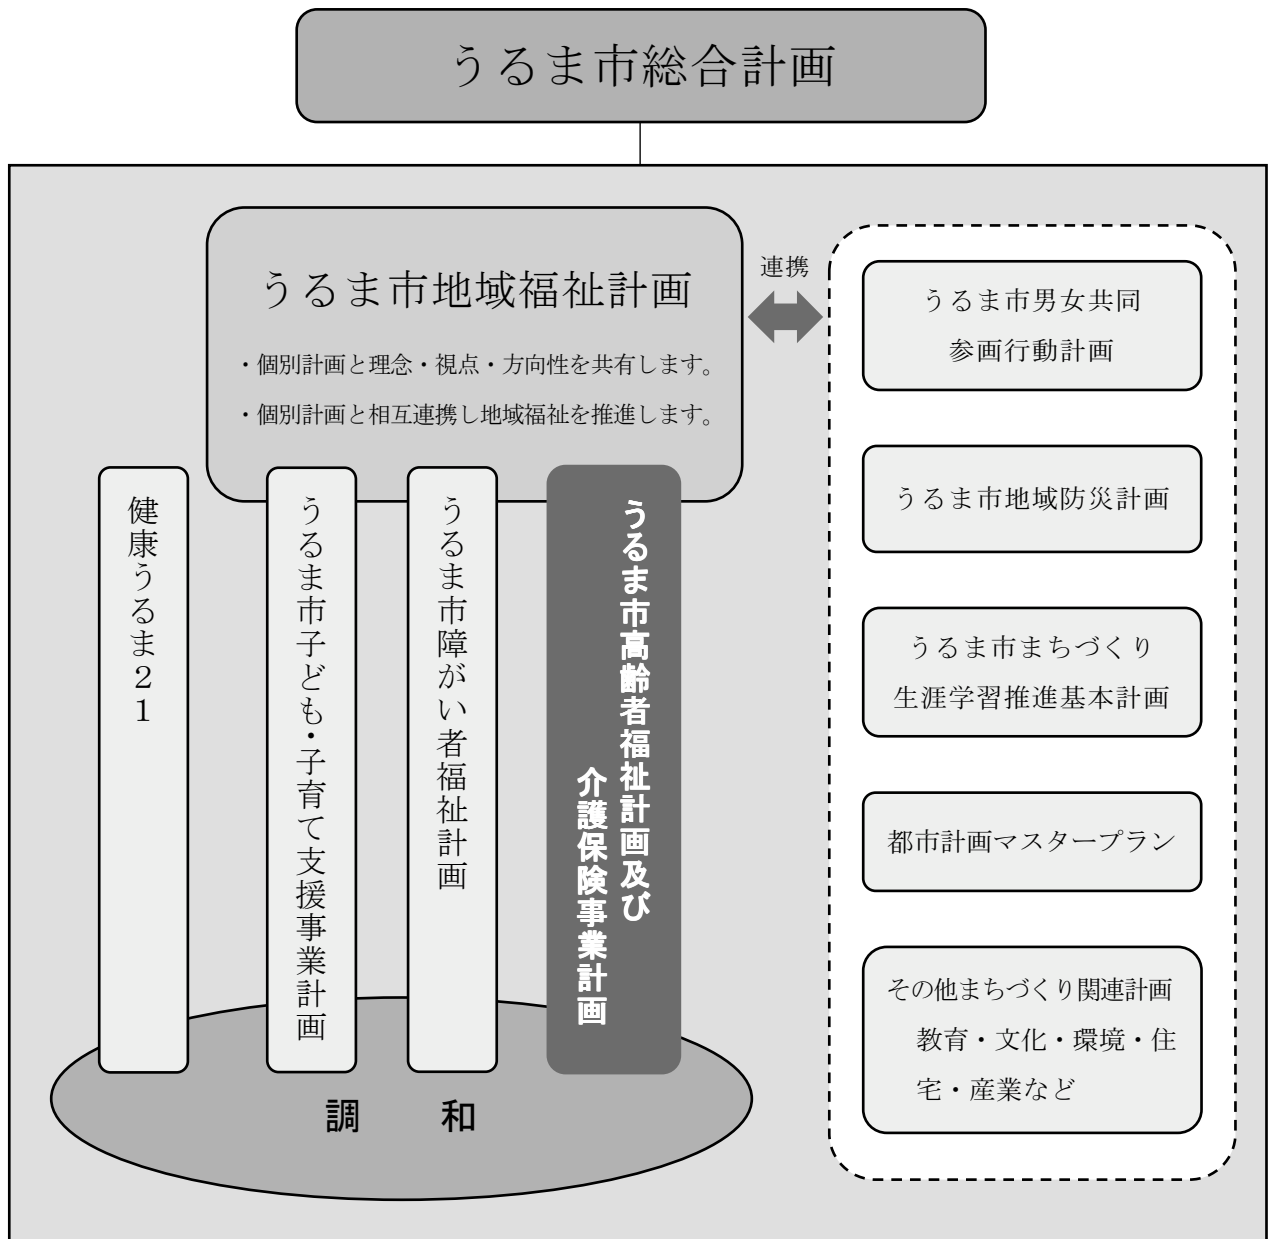 うるま市総合計画
うるま市地域福祉計画
・個別計画と理念・視点・方向性を共有します。
・個別計画と相互連携し地域福祉を推進します。
連携
健康うるま２１
うるま市子ども・子育て支援事業計画
うるま市障がい者福祉計画
うるま市高齢者福祉計画及び
介護保険事業計画
調　和
うるま市男女共同
参画行動計画
うるま市地域防災計画
うるま市まちづくり
生涯学習推進基本計画
都市計画マスタープラン
その他まちづくり関連計画
教育・文化・環境・住
宅・産業など